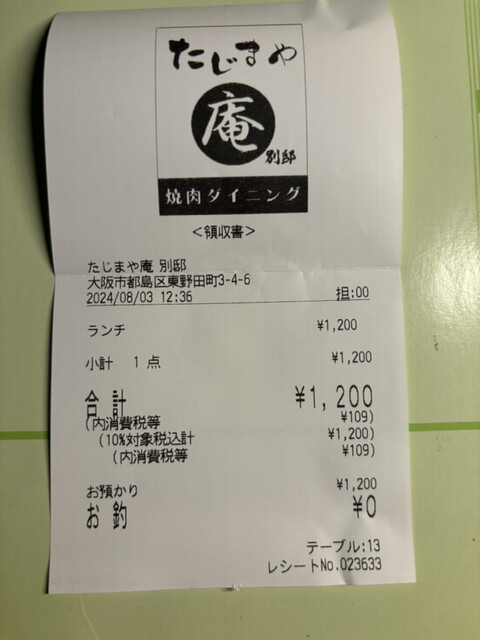 たじまや
庵
別邸
焼肉ダイニング
<領収書>
たじまや庵 別邸
大阪市都島区東野田町3-4-6
2024/08/03 12:36 担:00
ランチ ¥1,200
小計 1 点 ¥1,200
合計 ¥1,200
(内消費税等 ¥109)
(10%対象税込計 ¥1,200)
(内消費税等 ¥109)
お預かり ¥1,200
お釣 ¥0
テーブル:13
レシートNo.023633